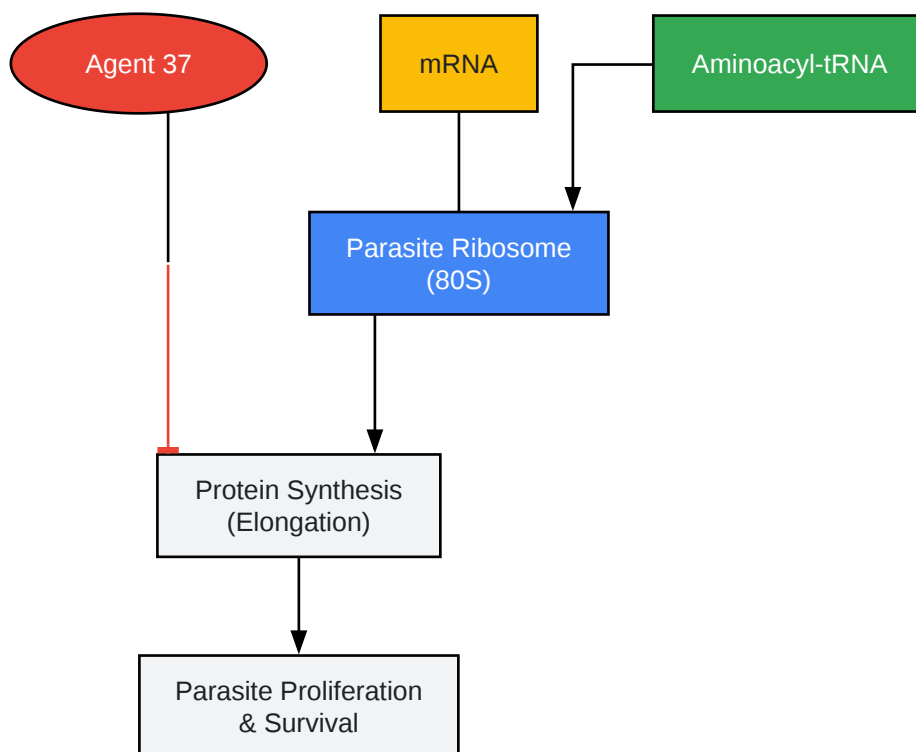 Agent 37
mRNA
Aminoacyl-tRNA
Parasite Ribosome
(80S)
Protein Synthesis
(Elongation)
Parasite Proliferation
& Survival